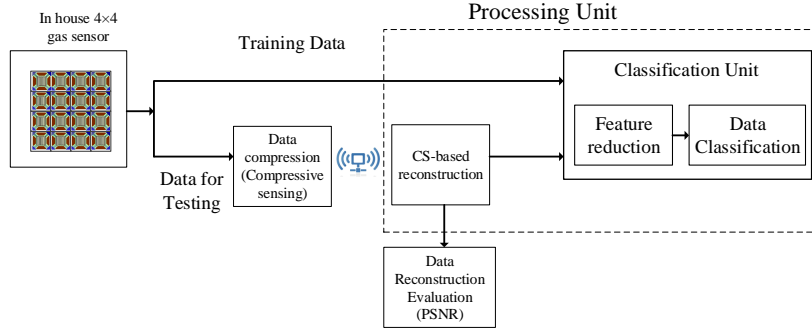 In house 4×4
gas sensor
Training Data
Processing Unit
Classification Unit
Feature
reduction
Data
Classification
Data
compression
(Compressive
sensing)
Data for
Testing
CS-based
reconstruction
Data
Reconstruction
Evaluation
(PSNR)